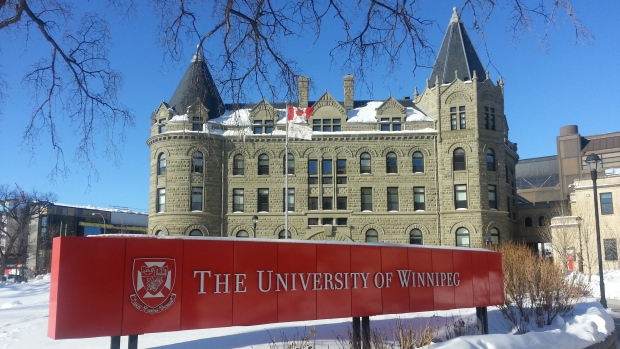 THE UNIVERSITY OF WINNIPEG